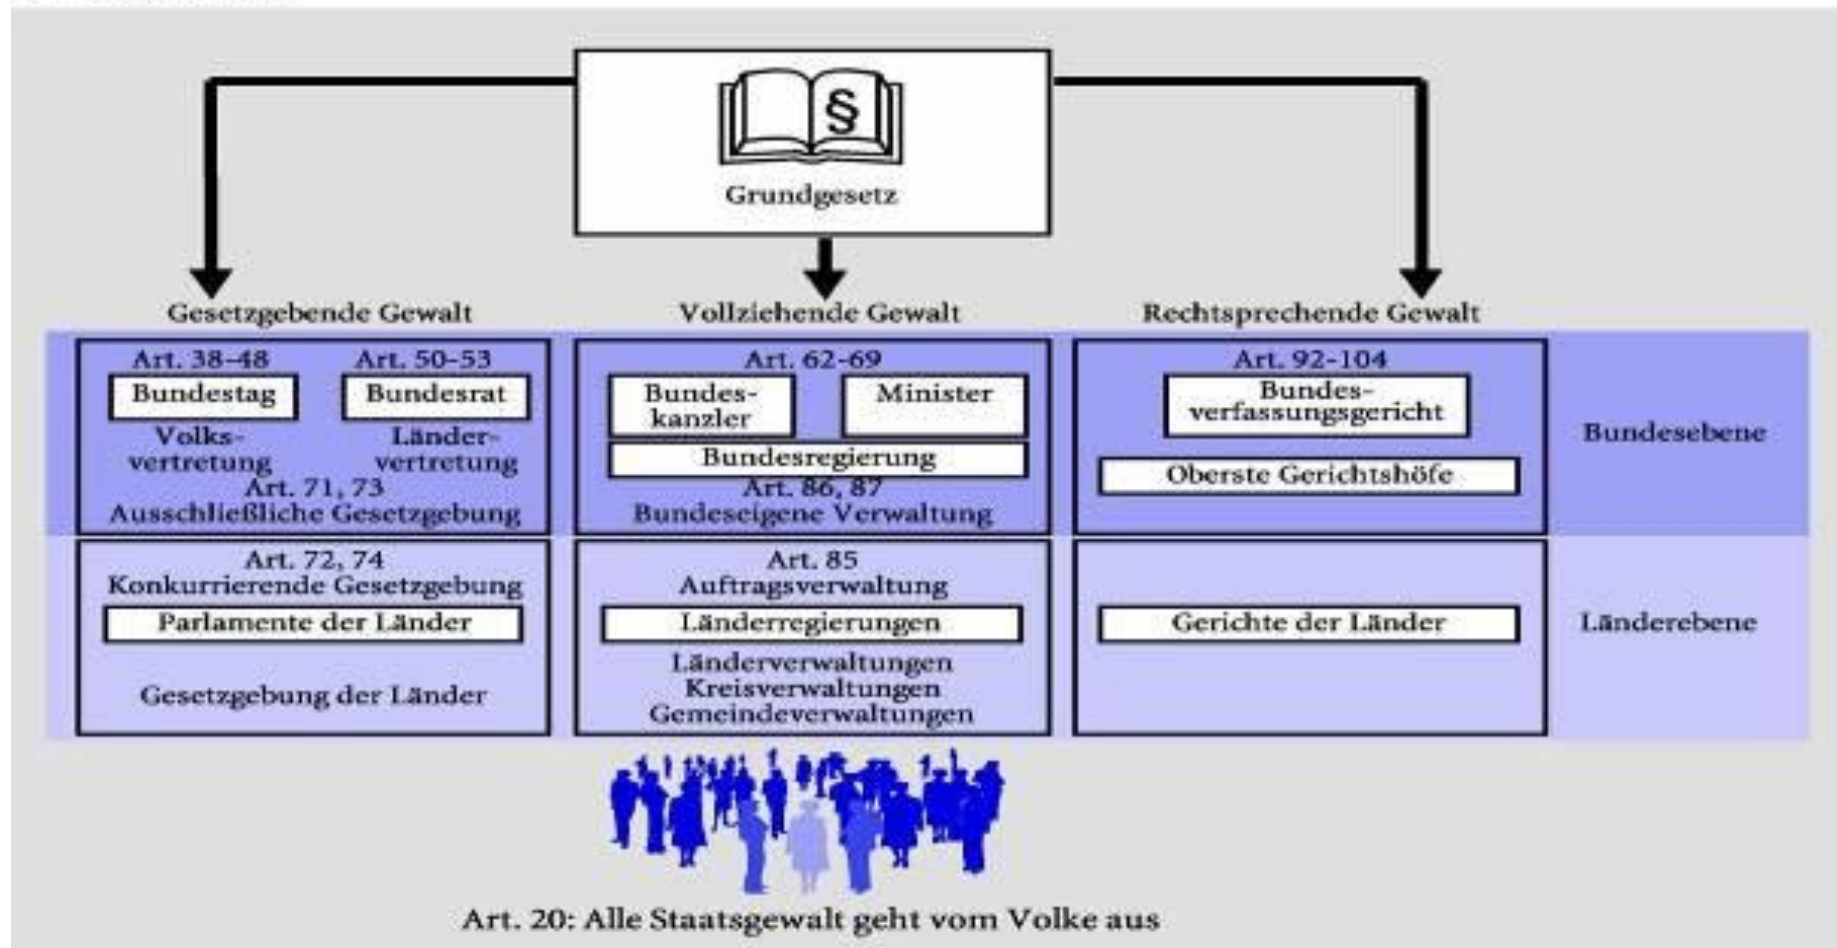 §
Grundgesetz
Gesetzgebende Gewalt
Vollziehende Gewalt
Rechtsprechende Gewalt
Art. 38–48
Art. 50–53
Bundestag
Bundesrat
Volks-
vertretung
Länder-
vertretung
Art. 71, 73
Ausschließliche Gesetzgebung
Art. 62-69
Bundes-
kanzler
Minister
Bundesregierung
Art. 86, 87
Bundeseigene Verwaltung
Art. 92-104
Bundes-
verfassungsgericht
Oberste Gerichtshöfe
Bundesebene
Art. 72, 74
Konkurrierende Gesetzgebung
Parlamente der Länder
Gesetzgebung der Länder
Art. 85
Auftragsverwaltung
Länderregierungen
Länderverwaltungen
Kreisverwaltungen
Gemeindeverwaltungen
Gerichte der Länder
Länderebene
Art. 20: Alle Staatsgewalt geht vom Volke aus